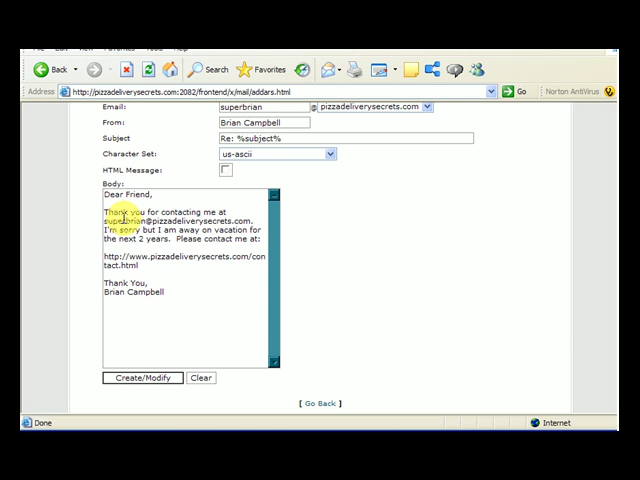 Back Search Favorites
Address http://pizzadeliverysecrets.com:2082/frontend/x/mail/addars.html Go Norton AntiVirus
Email: superbrian @ pizzadeliverysecrets.com
From: Brian Campbell
Subject Re: %subject%
Character Set: us-ascii
HTML Message:
Body:
Dear Friend,
Thank you for contacting me at
superbrian@pizzadeliverysecrets.com.
I'm sorry but I am away on vacation for
the next 2 years.  Please contact me at:
http://www.pizzadeliverysecrets.com/con
tact.html
Thank You,
Brian Campbell
Create/Modify Clear
[ Go Back ]
Done Internet